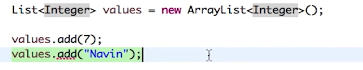 List<Integer> values = new ArrayList<Integer>();
values.add(7);
values.add("Navin");